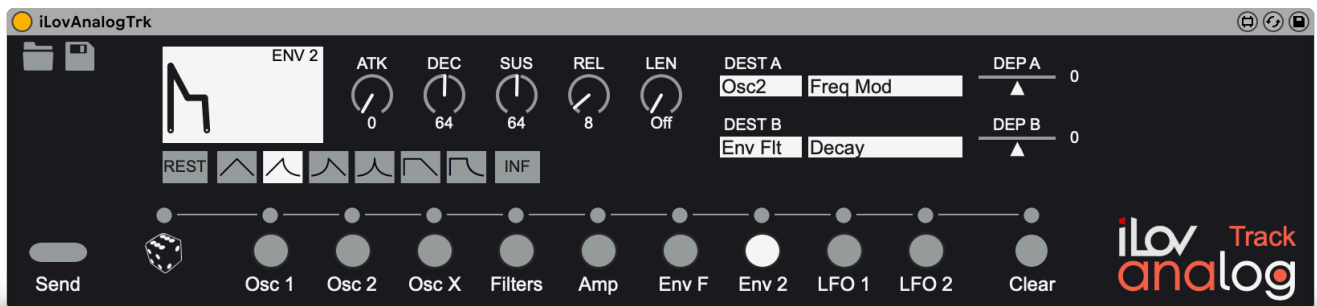 iLovAnalogTrk
ENV 2
ATK DEC SUS REL LEN
0 64 64 8 Off
DEST A DEP A
Osc2 Freq Mod 0
DEST B DEP B
Env Flt Decay 0
REST INF
Send Osc 1 Osc 2 Osc X Filters Amp Env F Env 2 LFO 1 LFO 2 Clear
iLov Track
analog